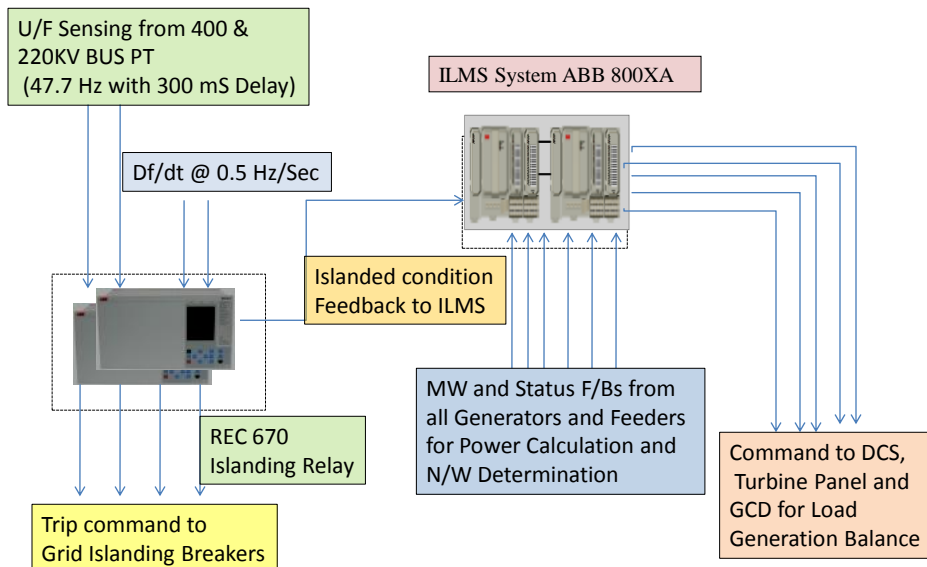 U/F Sensing from 400 &
220KV BUS PT
(47.7 Hz with 300 mS Delay)
ILMS System ABB 800XA
Df/dt @ 0.5 Hz/Sec
Islanded condition
Feedback to ILMS
MW and Status F/Bs from
all Generators and Feeders
for Power Calculation and
N/W Determination
REC 670
Islanding Relay
Command to DCS,
Turbine Panel and
GCD for Load
Generation Balance
Trip command to
Grid Islanding Breakers